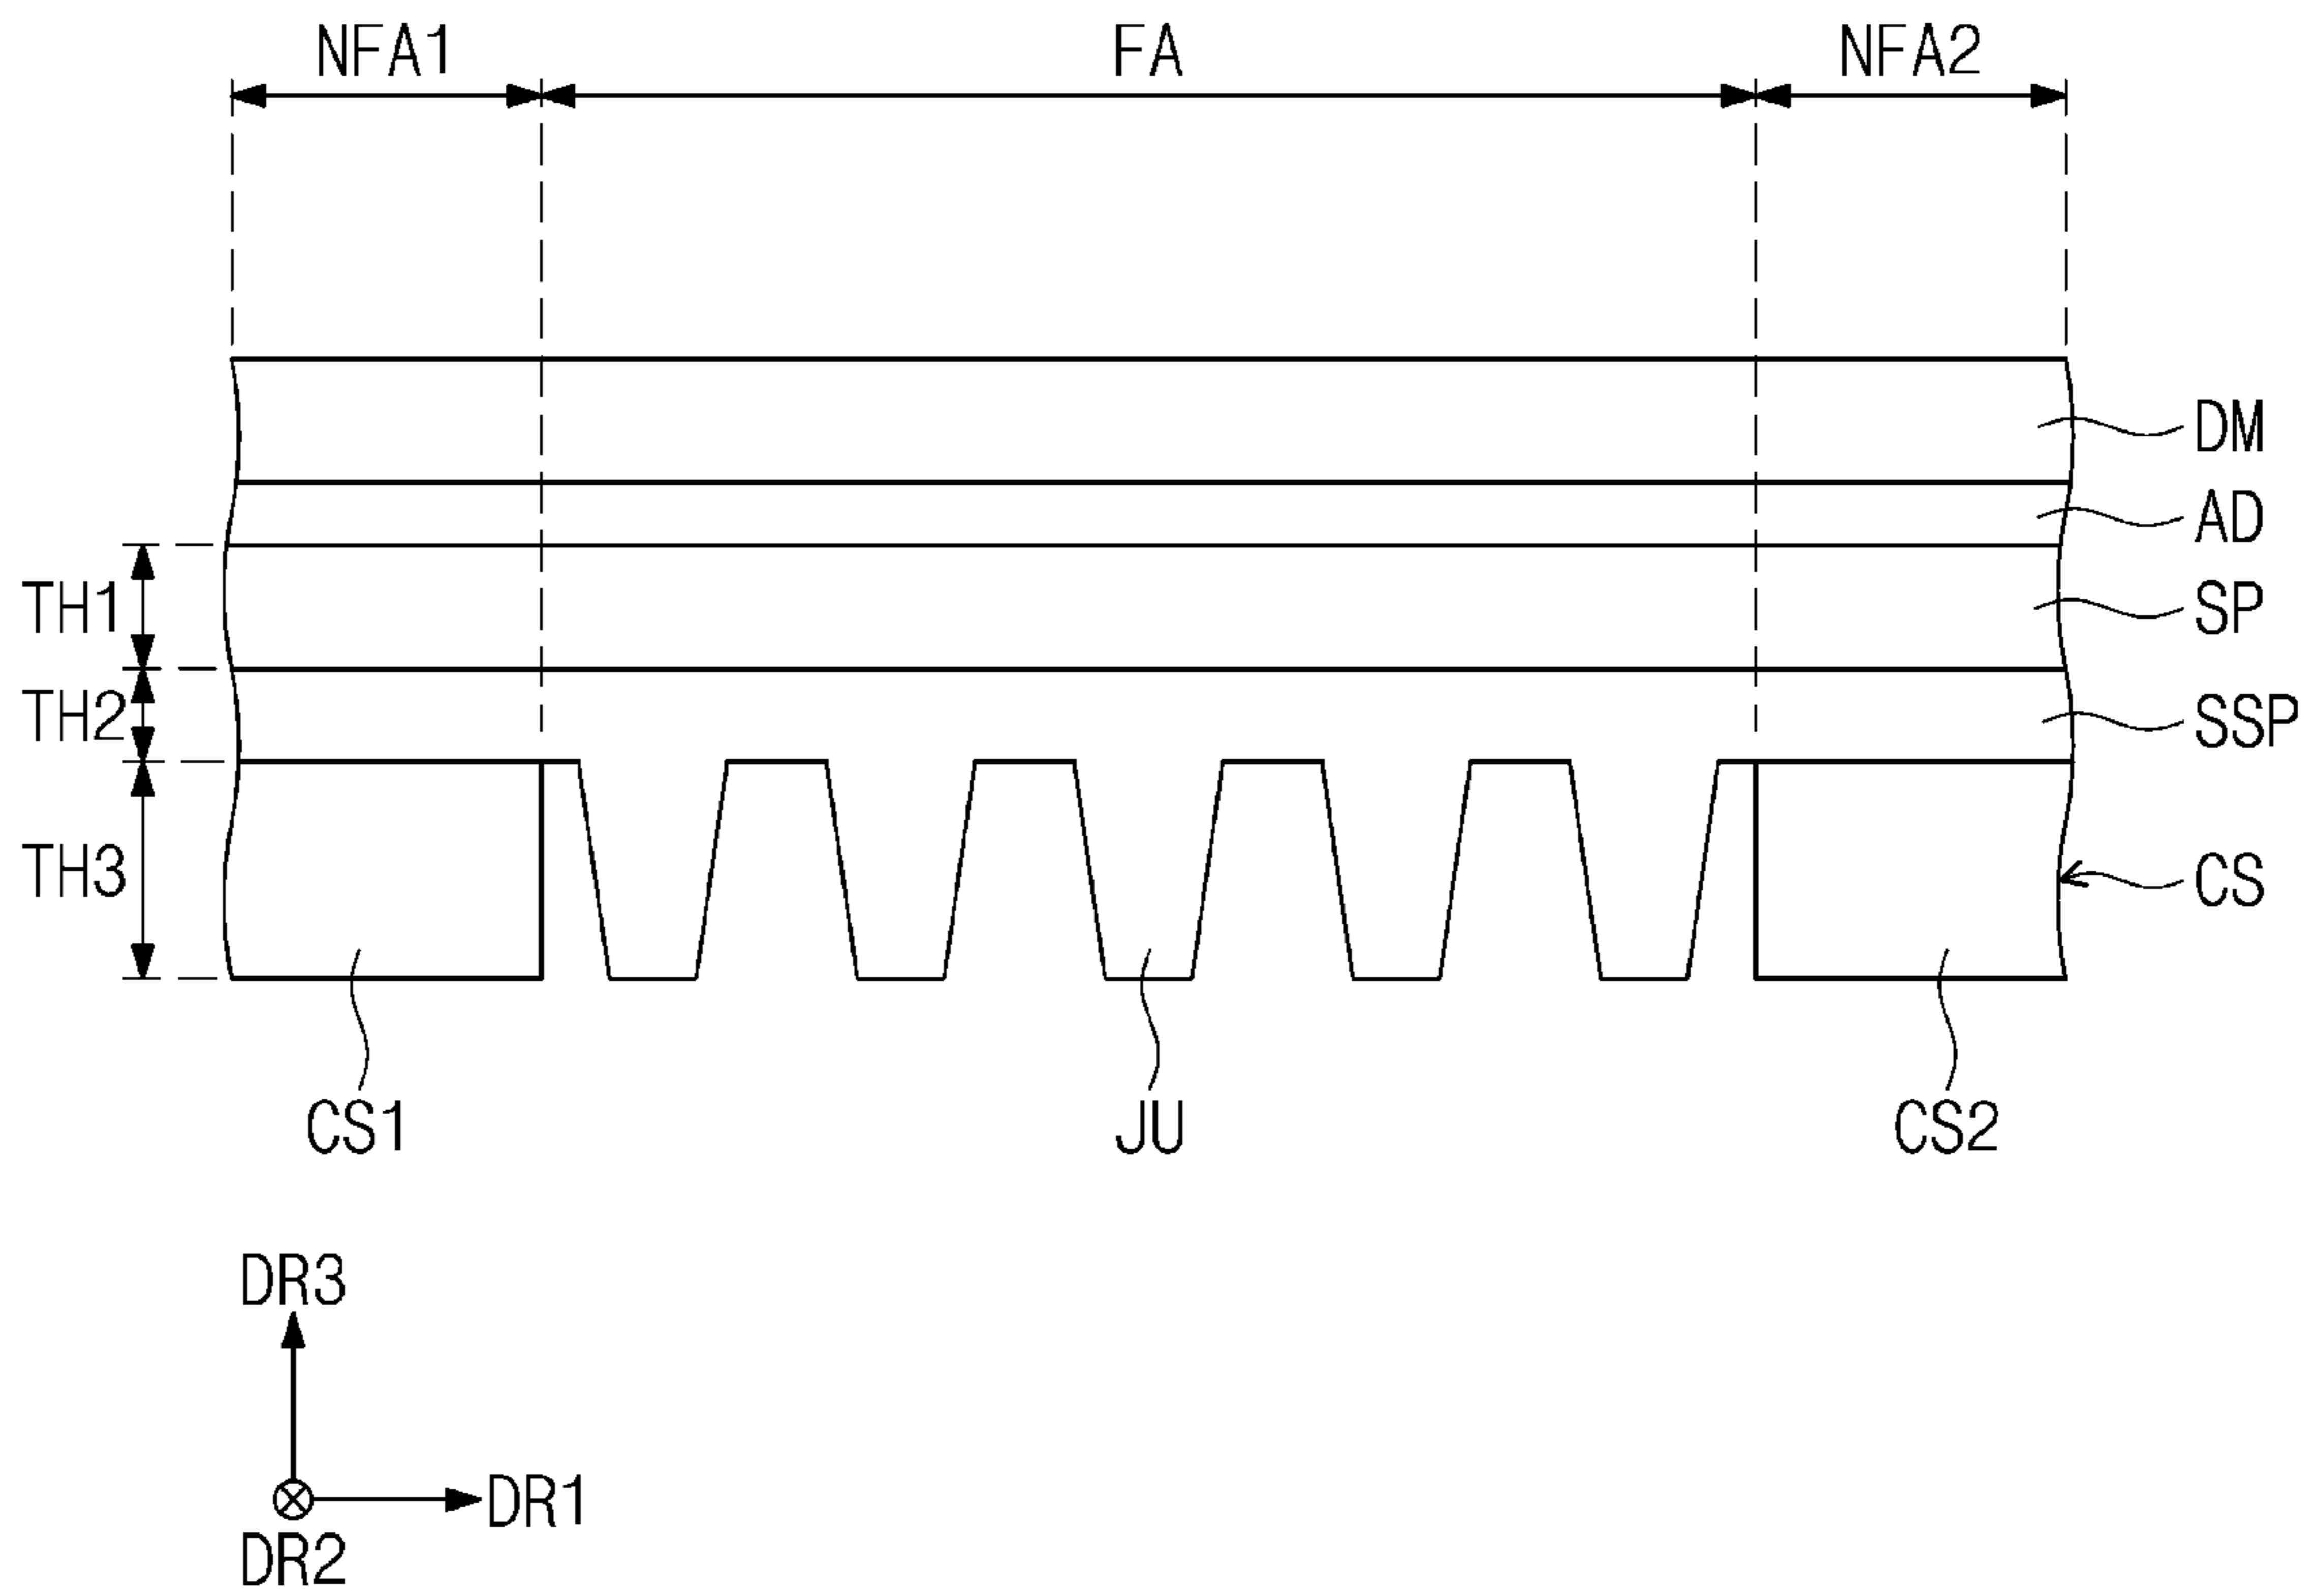 NFA1 FA NFA2
DM
AD
TH1 SP
TH2 SSP
TH3 CS
CS1 JU CS2
DR3
DR1
DR2